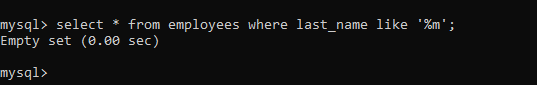 mysql> select * from employees where last_name like '%m';
Empty set (0.00 sec)
mysql>